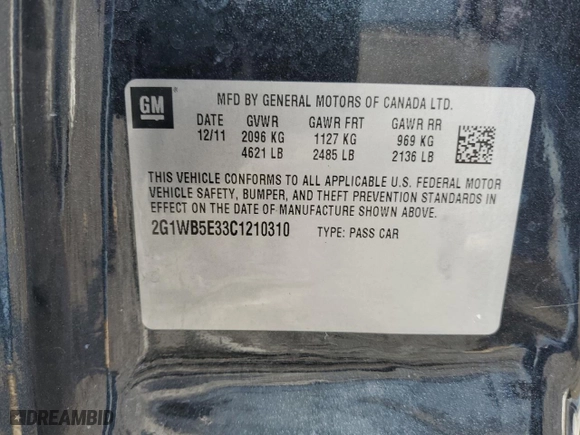 GM
MFD BY GENERAL MOTORS OF CANADA LTD.
DATE GVWR GAWR FRT GAWR RR
12/11 2096 KG 1127 KG 969 KG
4621 LB 2485 LB 2136 LB
THIS VEHICLE CONFORMS TO ALL APPLICABLE U.S. FEDERAL MOTOR
VEHICLE SAFETY, BUMPER, AND THEFT PREVENTION STANDARDS IN
EFFECT ON THE DATE OF MANUFACTURE SHOWN ABOVE.
2G1WB5E33C1210310 TYPE: PASS CAR
DREAMBID